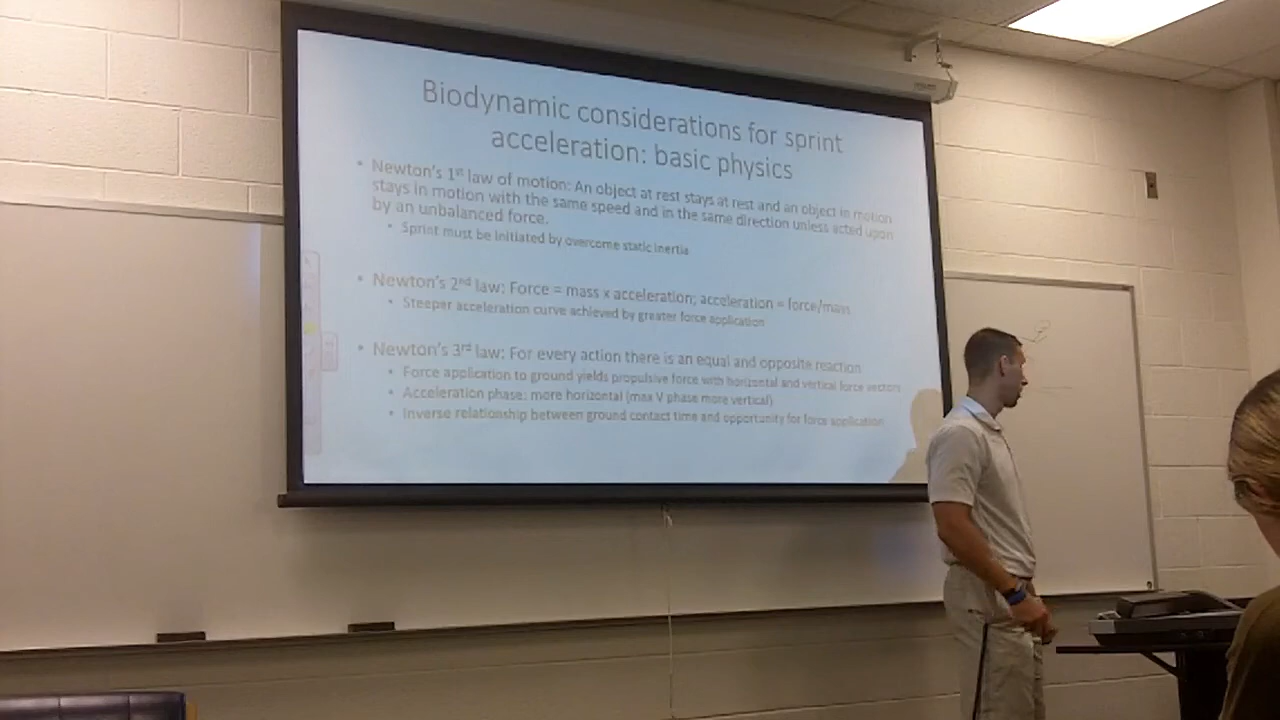 Biodynamic considerations for sprint
acceleration: basic physics
• Newton's 1st law of motion: An object at rest stays at rest and an object in motion
stays in motion with the same speed and in the same direction unless acted upon
by an unbalanced force.
• Sprint must be initiated by overcome static inertia
• Newton's 2nd law: Force = mass x acceleration; acceleration = force/mass
• Steeper acceleration curve achieved by greater force application
• Newton's 3rd law: For every action there is an equal and opposite reaction
• Force application to ground yields propulsive force with horizontal and vertical force vectors
• Acceleration phase: more horizontal (max V phase more vertical)
• Inverse relationship between ground contact time and opportunity for force application